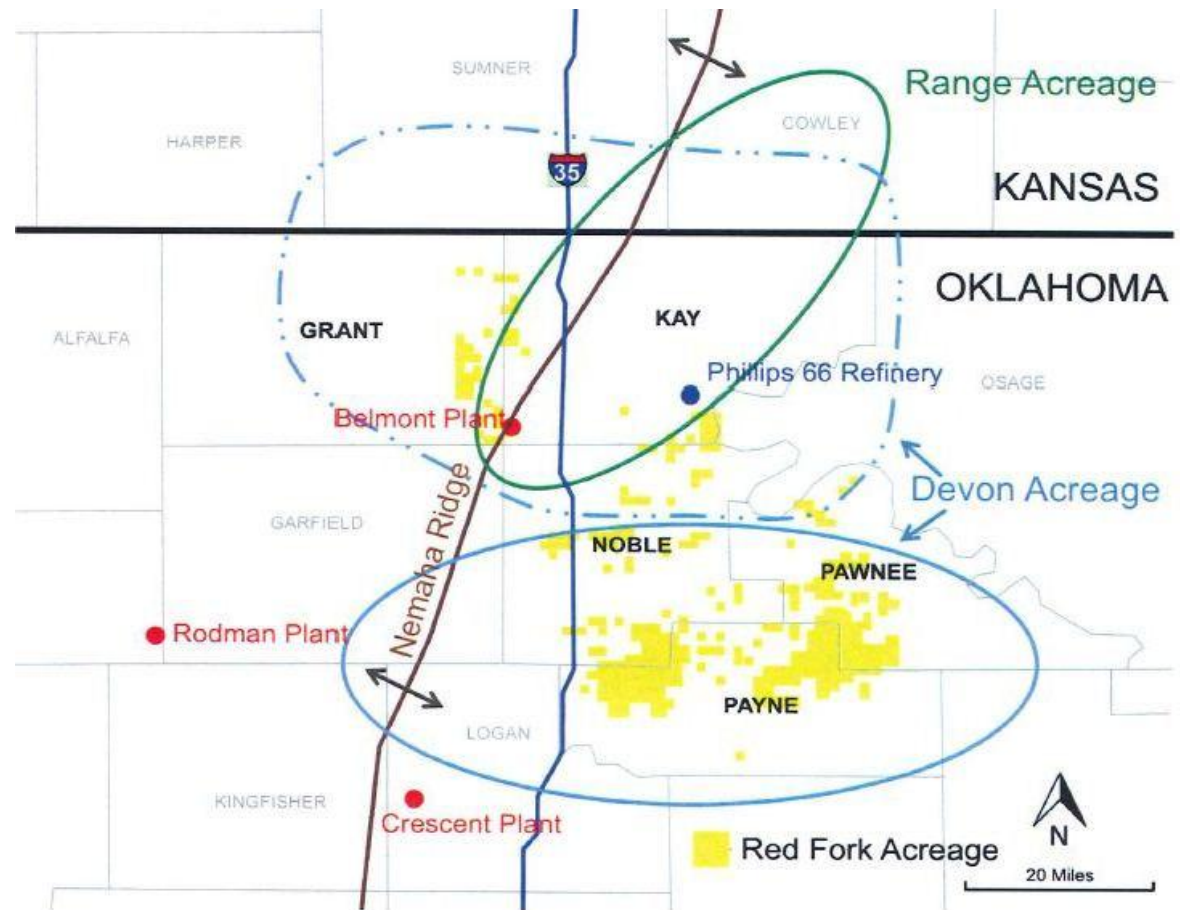 SUMNER
Range Acreage
COWLEY
HARPER
35
KANSAS
OKLAHOMA
GRANT
KAY
ALFALFA
Phillips 66 Refinery
OSAGE
Belmont Plant
Devon Acreage
Nemaha Ridge
GARFIELD
NOBLE
PAWNEE
Rodman Plant
PAYNE
LOGAN
KINGFISHER
Crescent Plant
Red Fork Acreage
N
20 Miles